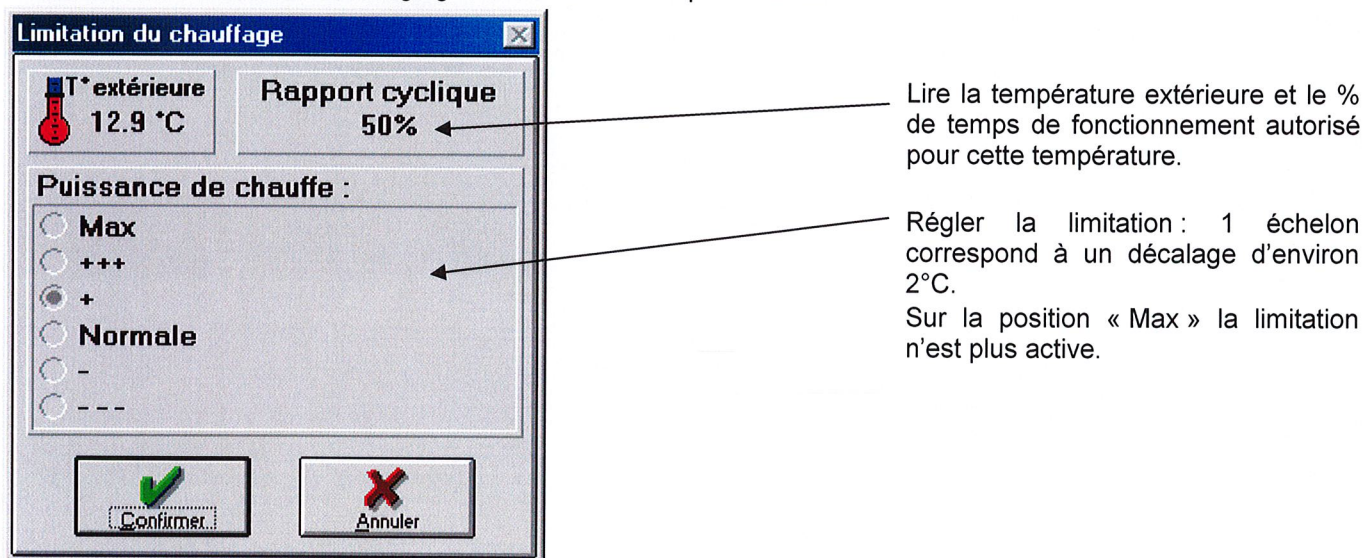 Limitation du chauffage
T° extérieure
12.9 °C
Rapport cyclique
50%
Puissance de chauffe :
Max
+++
+
Normale
-
- - -
Confirmer
Annuler
Lire la température extérieure et le %
de temps de fonctionnement autorisé
pour cette température.
Régler la limitation : 1 échelon
correspond à un décalage d'environ
2°C.
Sur la position « Max » la limitation
n'est plus active.